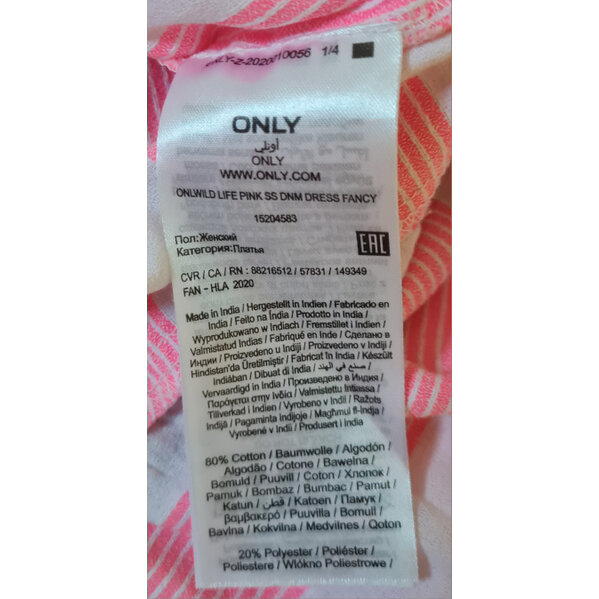 ONLY-Z-2020210056 1/4
ONLY
أونلي
ONLY
WWW.ONLY.COM
ONLWILD LIFE PINK SS DNM DRESS FANCY
15204583
Пол:Женский
Категория:Платья
EAC
CVR / CA / RN : 88216512 / 57831 / 149349
FAN - HLA 2020
Made in India / Hergestellt in Indien / Fabricado en
India / Feito na Índia / Prodotto in India /
Wyprodukowano w Indiach / Fremstillet i Indien /
Valmistatud Indias / Fabriqué en Inde / Сделано в
Индии / Proizvedeno u Indiji / Proizvedeno v Indiji /
Hindistan'da Üretilmiştir / Fabricat în India / Készült
Indiában / Dibuat di India / صنع في الهند /
Vervaardigd in India / Произведено в Индия /
Παράγεται στην Ινδία / Valmistettu Intiassa /
Tillverkad i Indien / Vyrobeno v Indii / Ražots
Indijā / Pagaminta Indijoje / Magħmul fl-Indja /
Vyrobené v Indii / Produsert i India
80% Cotton / Baumwolle / Algodón /
Algodão / Cotone / Bawełna /
Bomuld / Puuvill / Coton / Хлопок /
Pamuk / Bombaz / Bumbac / Pamut /
Katun / قطن / Katoen / Памук /
βαμβακερό / Puuvilla / Bomull /
Bavlna / Kokvilna / Medvilnės / Qoton
20% Polyester / Poliéster /
Poliestere / Włókno Poliestrowe /